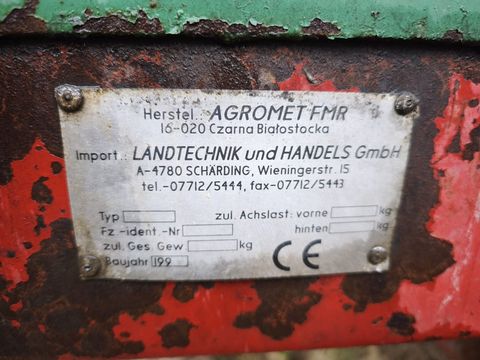 Herstel.: AGROMET FMR
16-020 Czarna Białostocka
Import.: LANDTECHNIK und HANDELS GmbH
A-4780 SCHÄRDING, Wieningerstr. 15
tel.-07712/5444, fax-07712/5443
Typ zul. Achslast: vorne kg
Fz-ident.-Nr hinten kg
zul. Ges. Gew kg
Baujahr 199 CE